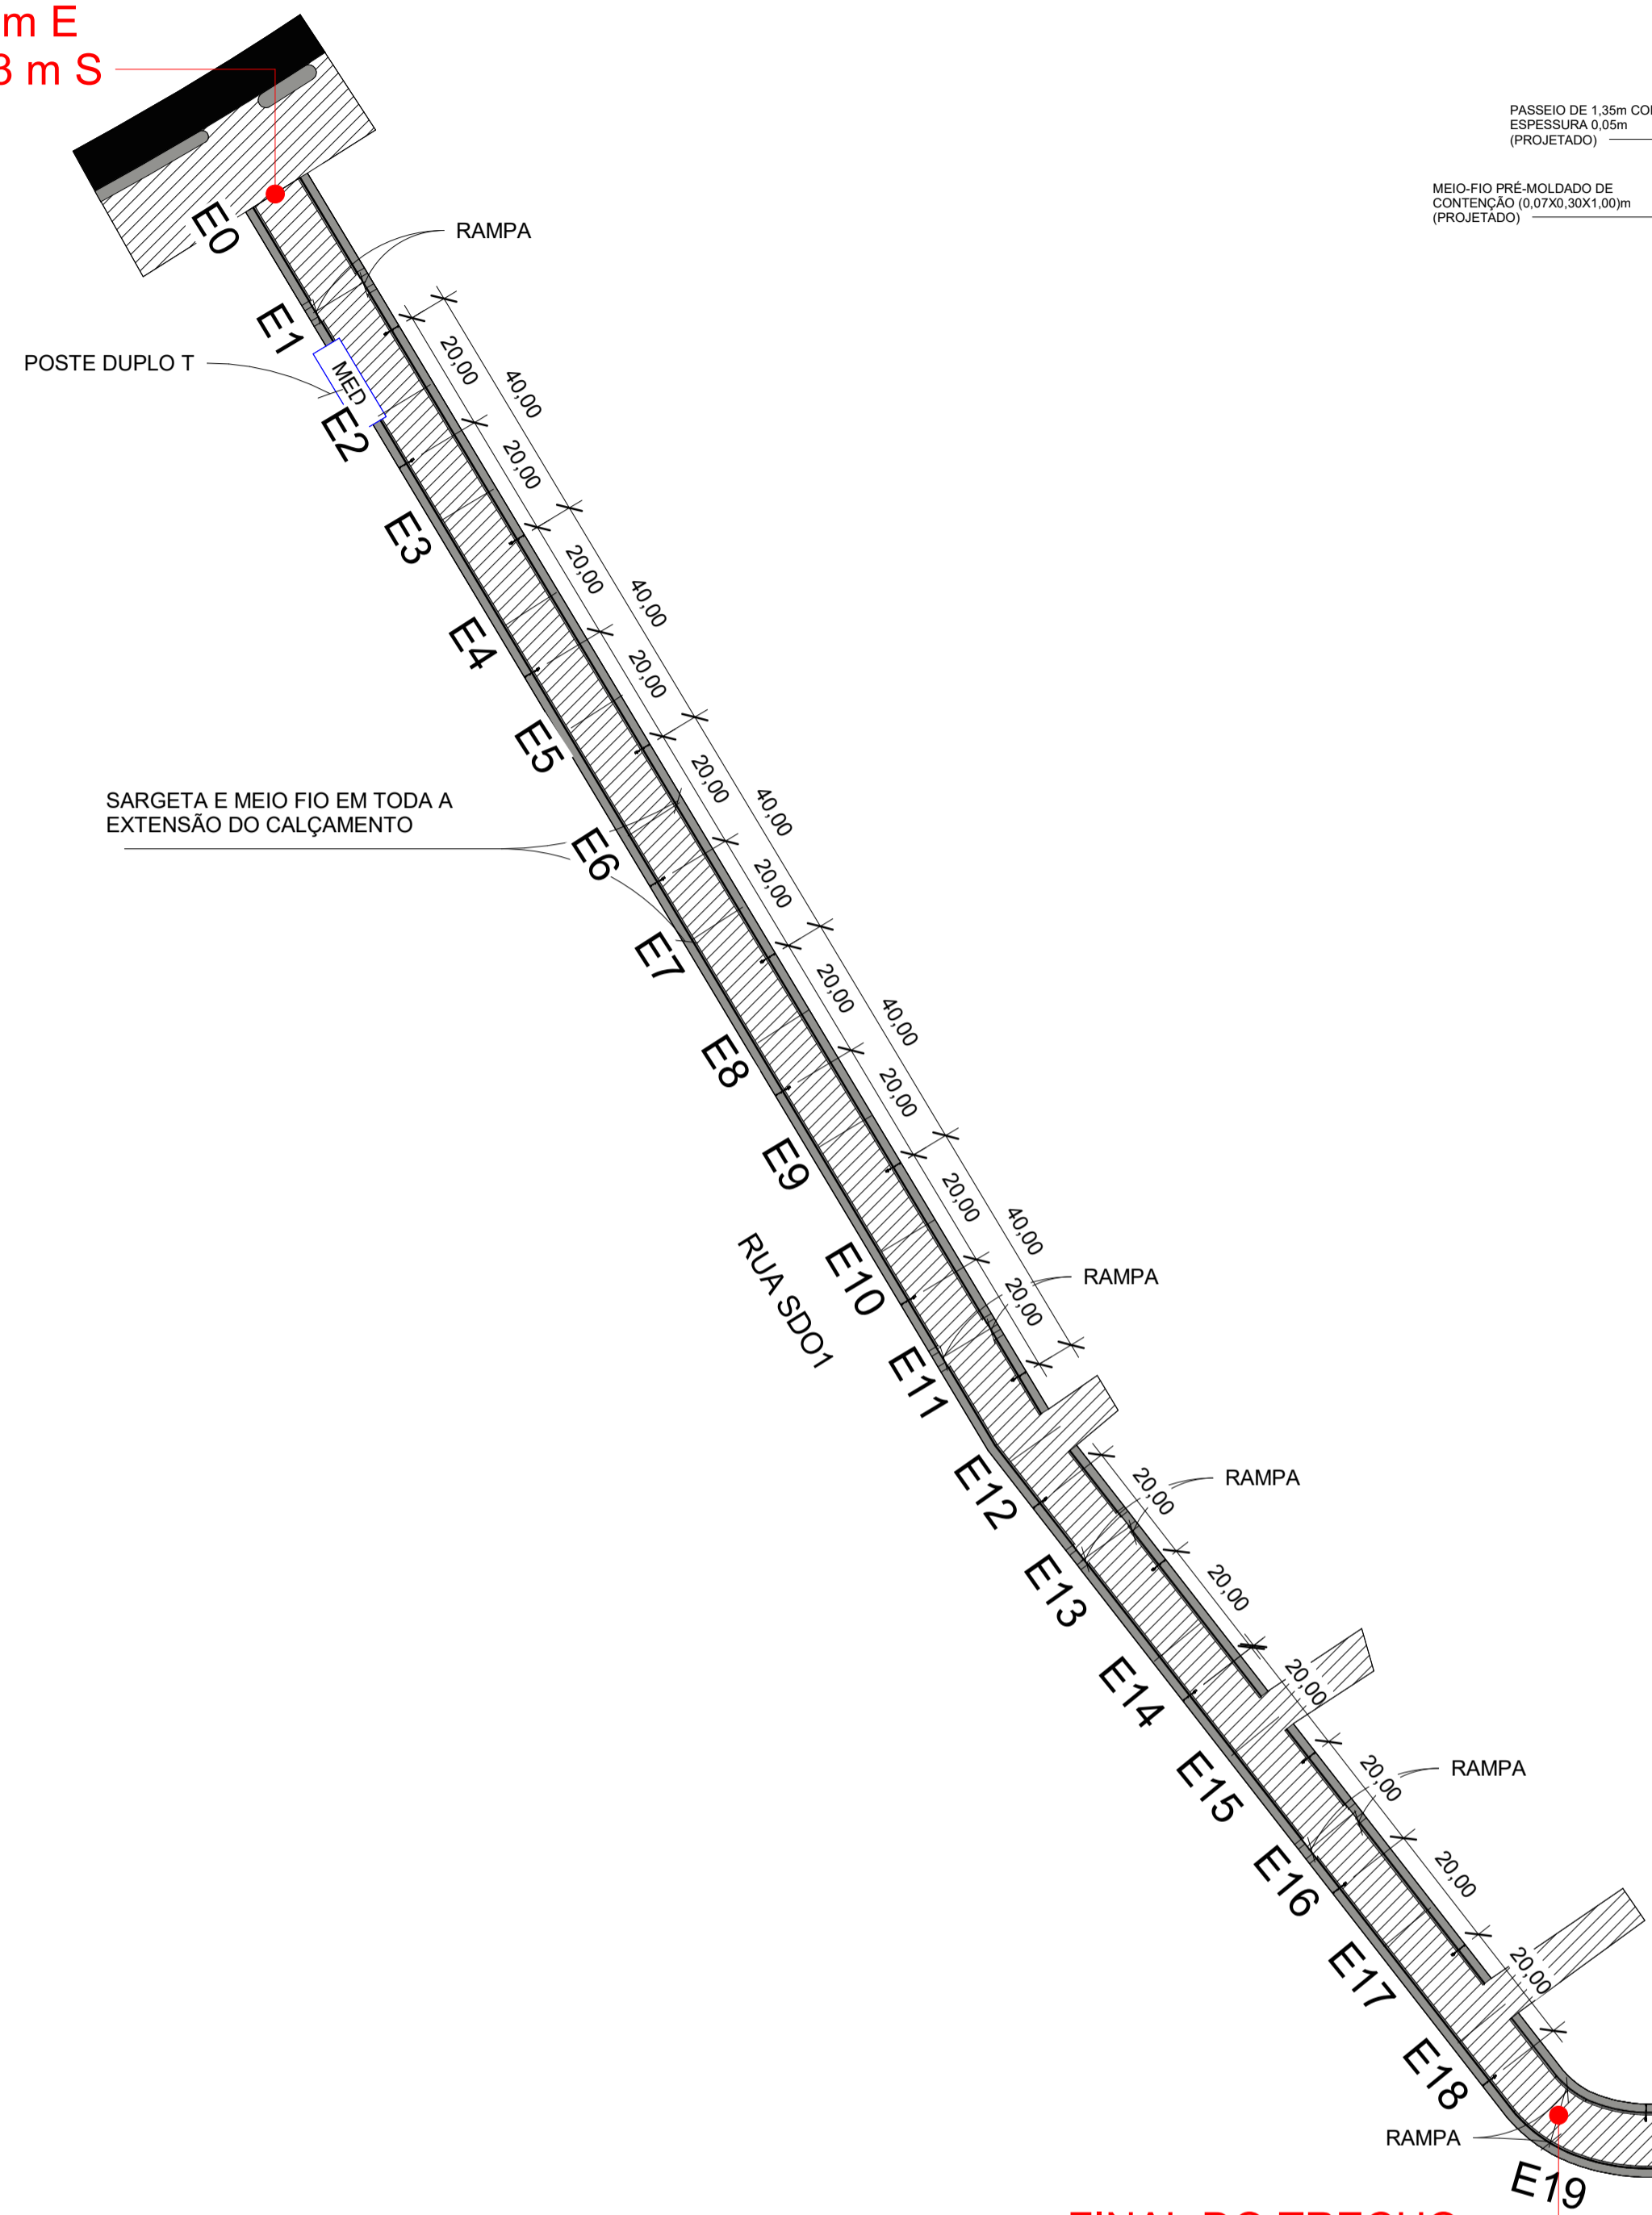 m E
3 m S
PASSEIO DE 1,35m CO
ESPESSURA 0,05m
(PROJETADO)
MEIO-FIO PRÉ-MOLDADO DE
CONTENÇÃO (0,07X0,30X1,00)m
(PROJETADO)
E0
RAMPA
E1
POSTE DUPLO T
MED
20,00
40,00
E2
20,00
E3
20,00
40,00
E4
20,00
E5
20,00
40,00
SARGETA E MEIO FIO EM TODA A
EXTENSÃO DO CALÇAMENTO
E6
20,00
E7
20,00
40,00
E8
20,00
E9
20,00
40,00
RUA SDO1
E10
20,00
RAMPA
E11
E12
20,00
RAMPA
E13
20,00
E14
20,00
E15
20,00
RAMPA
E16
20,00
E17
20,00
E18
RAMPA
E19
FINAL DO TRECHO